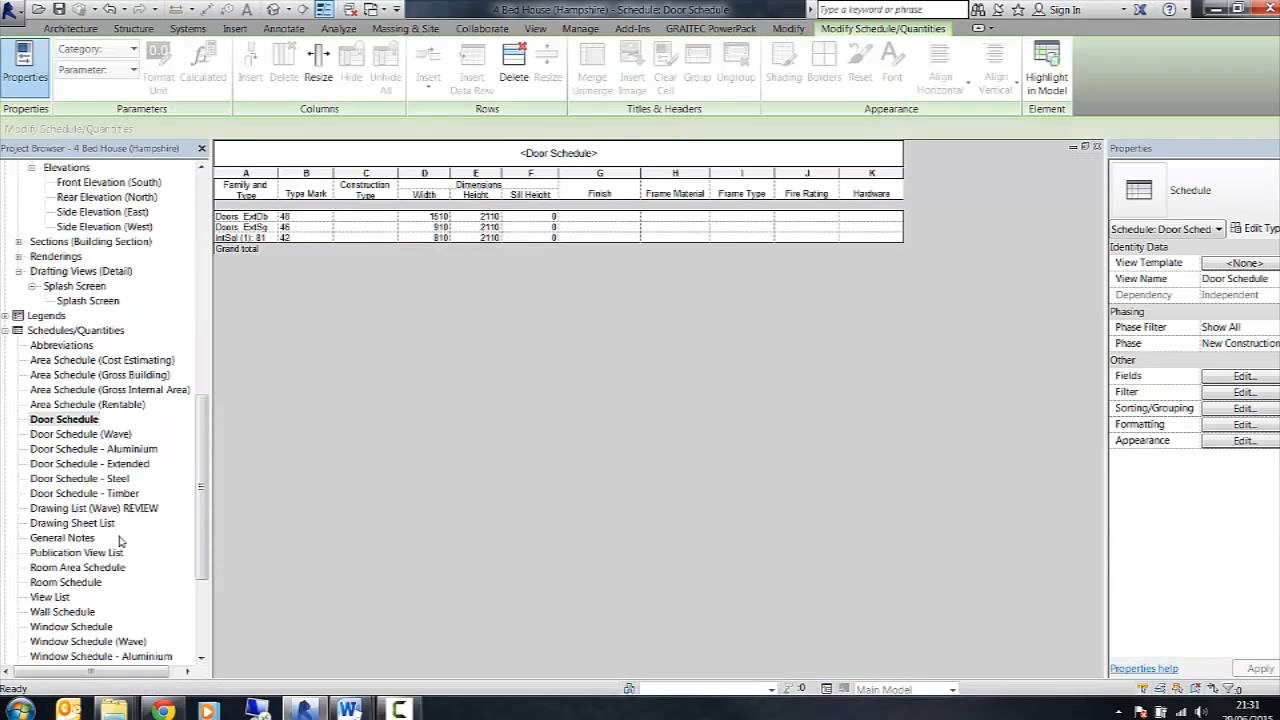 4 Bed House (Hampshire) - Schedule: Door Schedule
Type a keyword or phrase
Sign In
Architecture Structure Systems Insert Annotate Analyze Massing & Site Collaborate View Manage Add-Ins GRAITEC PowerPack Modify Modify Schedule/Quantities
Category:
Parameter:
Properties Format Unit Calculated Insert Delete Resize Hide Unhide All Insert Insert Data Row Delete Resize Merge Unmerge Insert Image Clear Cell Group Ungroup Shading Borders Reset Font Align Horizontal Align Vertical Highlight in Model
Properties Parameters Columns Rows Titles & Headers Appearance Element
Modify Schedule/Quantities
Project Browser - 4 Bed House (Hampshire)
Elevations
Front Elevation (South)
Rear Elevation (North)
Side Elevation (East)
Side Elevation (West)
Sections (Building Section)
Renderings
Drafting Views (Detail)
Splash Screen
Splash Screen
Legends
Schedules/Quantities
Abbreviations
Area Schedule (Cost Estimating)
Area Schedule (Gross Building)
Area Schedule (Gross Internal Area)
Area Schedule (Rentable)
Door Schedule
Door Schedule (Wave)
Door Schedule - Aluminium
Door Schedule - Extended
Door Schedule - Steel
Door Schedule - Timber
Drawing List (Wave) REVIEW
Drawing Sheet List
General Notes
Publication View List
Room Area Schedule
Room Schedule
View List
Wall Schedule
Window Schedule
Window Schedule (Wave)
Window Schedule - Aluminium
<Door Schedule>
A B C D E F G H I J K
Dimensions
Family and Type Type Mark Construction Type Width Height Sill Height Finish Frame Material Frame Type Fire Rating Hardware
Doors_ExtDb 48 1510 2110 0
Doors_ExtSg 46 910 2110 0
IntSgl (1): 81 42 810 2110 0
Grand total
Properties
Schedule
Schedule: Door Sched Edit Typ
Identity Data
View Template <None>
View Name Door Schedule
Dependency Independent
Phasing
Phase Filter Show All
Phase New Construction
Other
Fields Edit...
Filter Edit...
Sorting/Grouping Edit...
Formatting Edit...
Appearance Edit...
Properties help Apply
Ready
:0 Main Model :0
21:31
29/06/2015